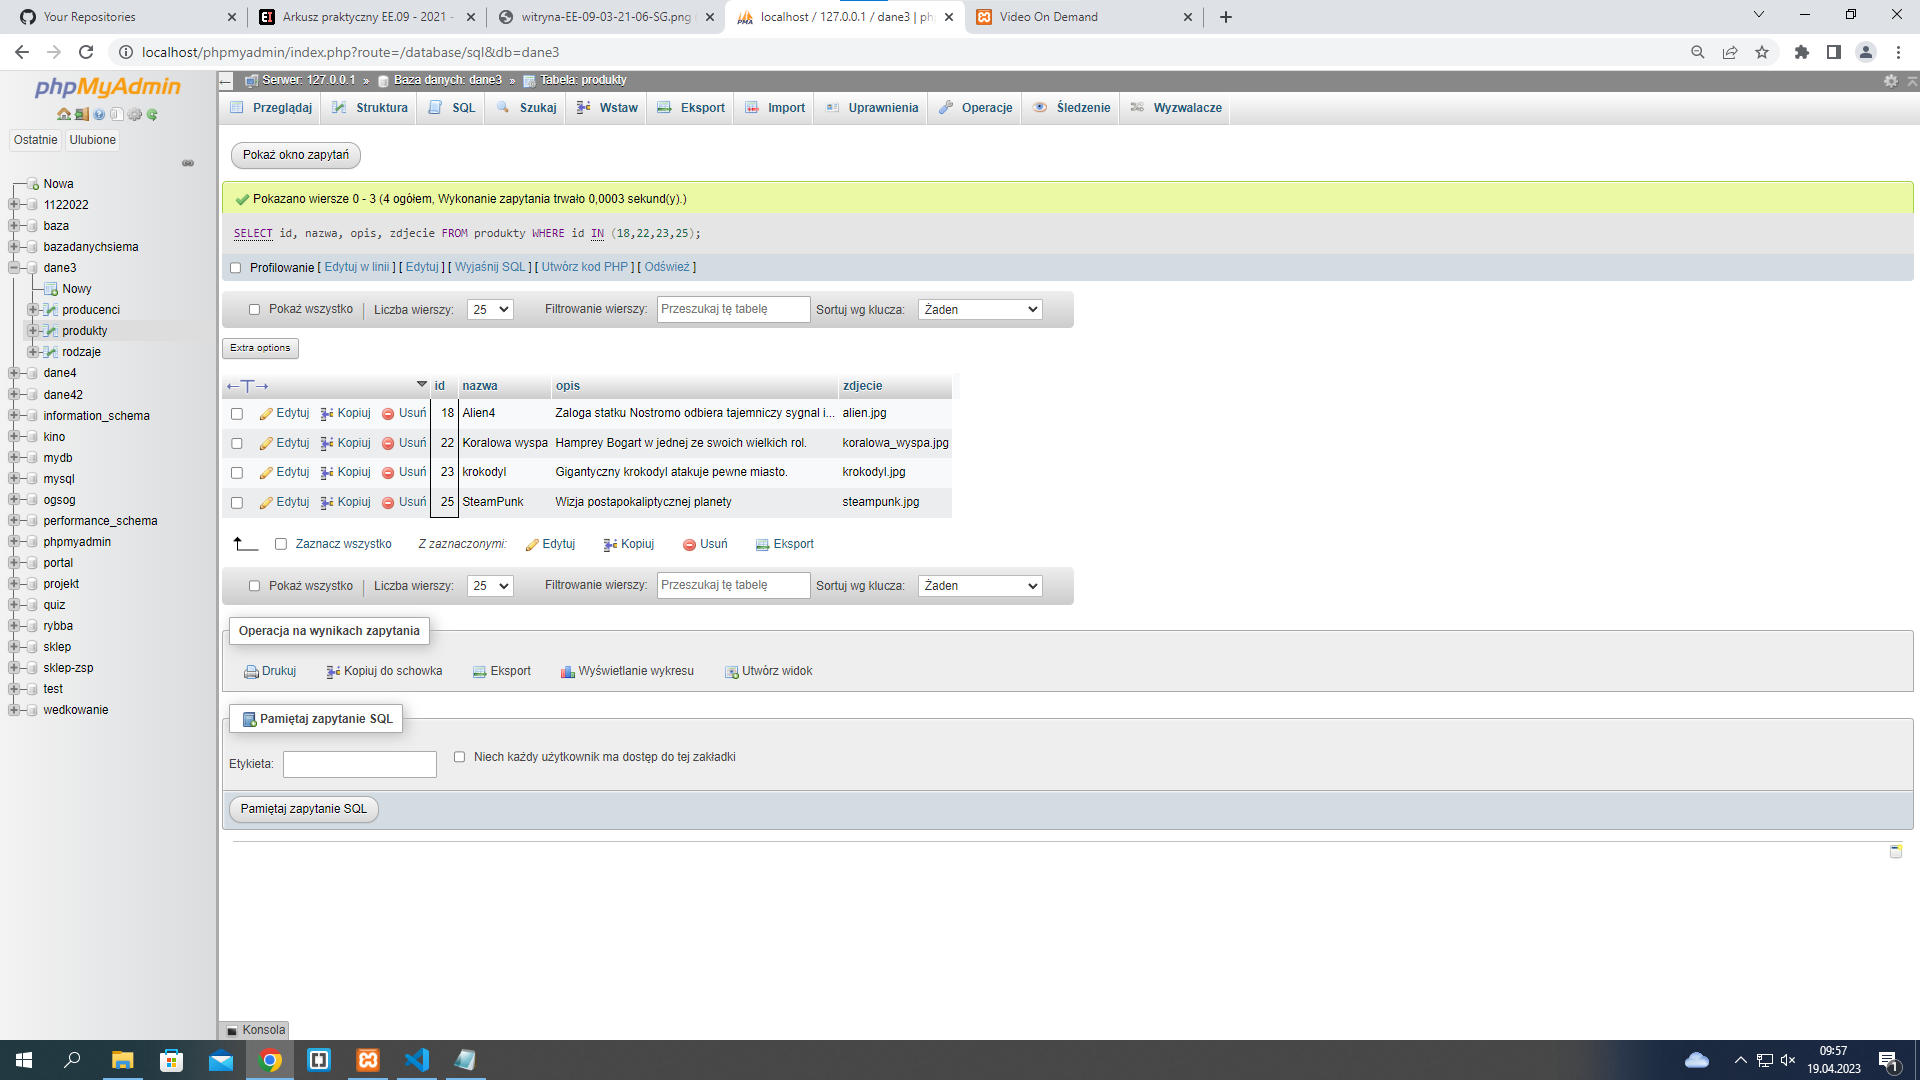 Your Repositories
Arkusz praktyczny EE.09 - 2021 -
witryna-EE-09-03-21-06-SG.png
localhost / 127.0.0.1 / dane3 | ph
Video On Demand
localhost/phpmyadmin/index.php?route=/database/sql&db=dane3
phpMyAdmin
Ostatnie
Ulubione
Nowa
1122022
baza
bazadanychsiema
dane3
Nowy
producenci
produkty
rodzaje
dane4
dane42
information_schema
kino
mydb
mysql
ogsog
performance_schema
phpmyadmin
portal
projekt
quiz
rybba
sklep
sklep-zsp
test
wedkowanie
Serwer: 127.0.0.1 » Baza danych: dane3 » Tabela: produkty
Przeglądaj Struktura SQL Szukaj Wstaw Eksport Import Uprawnienia Operacje Śledzenie Wyzwalacze
Pokaż okno zapytań
Pokazano wiersze 0 - 3 (4 ogółem, Wykonanie zapytania trwało 0,0003 sekund(y).)
SELECT id, nazwa, opis, zdjecie FROM produkty WHERE id IN (18,22,23,25);
Profilowanie [ Edytuj w linii ] [ Edytuj ] [ Wyjaśnij SQL ] [ Utwórz kod PHP ] [ Odśwież ]
Pokaż wszystko | Liczba wierszy: 25 Filtrowanie wierszy: Przeszukaj tę tabelę Sortuj wg klucza: Żaden
Extra options
←T→ id nazwa opis zdjecie
Edytuj Kopiuj Usuń 18 Alien4 Zaloga statku Nostromo odbiera tajemniczy sygnal i... alien.jpg
Edytuj Kopiuj Usuń 22 Koralowa wyspa Hamprey Bogart w jednej ze swoich wielkich rol. koralowa_wyspa.jpg
Edytuj Kopiuj Usuń 23 krokodyl Gigantyczny krokodyl atakuje pewne miasto. krokodyl.jpg
Edytuj Kopiuj Usuń 25 SteamPunk Wizja postapokaliptycznej planety steampunk.jpg
Zaznacz wszystko Z zaznaczonymi: Edytuj Kopiuj Usuń Eksport
Pokaż wszystko | Liczba wierszy: 25 Filtrowanie wierszy: Przeszukaj tę tabelę Sortuj wg klucza: Żaden
Operacja na wynikach zapytania
Drukuj Kopiuj do schowka Eksport Wyświetlanie wykresu Utwórz widok
Pamiętaj zapytanie SQL
Etykieta: Niech każdy użytkownik ma dostęp do tej zakładki
Pamiętaj zapytanie SQL
Konsola
09:57
19.04.2023
1